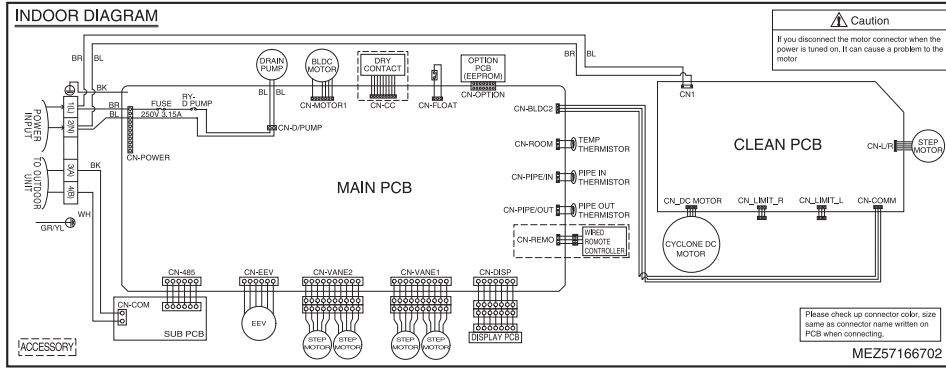 INDOOR DIAGRAM
Caution
If you disconnect the motor connector when the
power is tuned on, It can cause a problem to the
motor
BR
BL
BK
BR
BL
FUSE
250V 3.15A
RY-
D PUMP
DRAIN
PUMP
BL
BL
BLDC
MOTOR
DRY
CONTACT
OPTION
PCB
(EEPROM)
BR
BL
CN-MOTOR1
CN-CC
CN-FLOAT
CN-OPTION
CN-D/PUMP
CN-POWER
POWER
INPUT
1(L)
2(N)
3(A)
4(B)
TO OUTDOOR
UNIT
BK
WH
GR/YL
MAIN PCB
CN-BLDC2
CN-ROOM
TEMP
THERMISTOR
CN-PIPE/IN
PIPE IN
THERMISTOR
CN-PIPE/OUT
PIPE OUT
THERMISTOR
CN-REMO
WIRED
ROMOTE
CONTROLLER
CN1
CLEAN PCB
CN-L/R
STEP
MOTOR
CN_DC MOTOR
CN_LIMIT_R
CN_LIMIT_L
CN-COMM
CYCLONE DC
MOTOR
CN-485
CN-EEV
CN-VANE2
CN-VANE1
CN-DISP
CN-COM
SUB PCB
EEV
STEP
MOTOR
STEP
MOTOR
STEP
MOTOR
STEP
MOTOR
DISPLAY PCB
ACCESSORY
Please check up connector color, size
same as connector name written on
PCB when connecting.
MEZ57166702